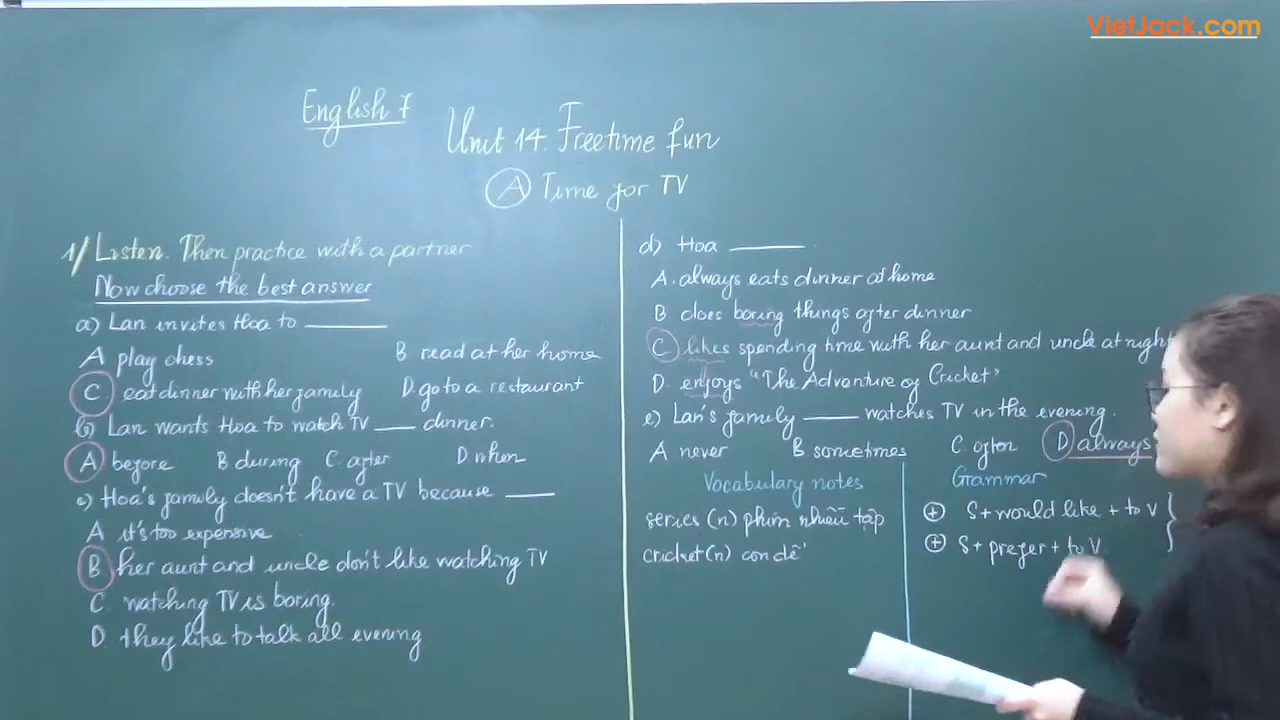 VietJack.com
English 7
Unit 14. Freetime fun
A Time for TV
1/ Listen. Then practice with a partner
Now choose the best answer
a) Lan invites Hoa to ______
A play chess B read at her home
C. eat dinner with her family D. go to a restaurant
b) Lan wants Hoa to watch TV ___ dinner.
A before B during C. after D when
c) Hoa's family doesn't have a TV because ____
A it's too expensive
B her aunt and uncle don't like watching TV
C. watching TV is boring.
D. they like to talk all evening
d) Hoa ______.
A. always eats dinner at home
B does boring things after dinner
C likes spending time with her aunt and uncle at night
D. enjoys "The Adventure of Cricket"
e) Lan's family ____ watches TV in the evening.
A never B sometimes C. often D always
Vocabulary notes
series (n) phim nhiều tập
cricket (n) con dế
Grammar
+ S + would like + to V
+ S + prefer + to V